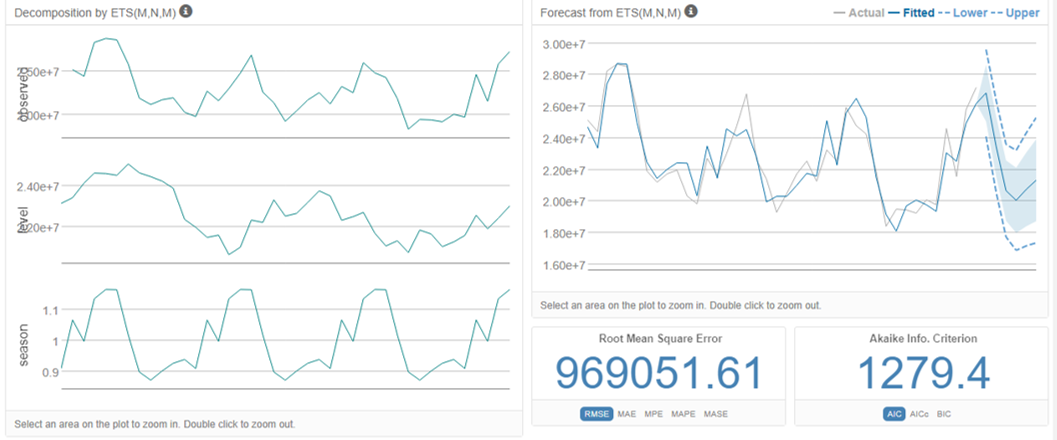 Decomposition by ETS(M,N,M)
observed
2.50e+7
2.00e+7
level
2.40e+7
2.20e+7
season
1.1
1
0.9
Select an area on the plot to zoom in. Double click to zoom out.
Forecast from ETS(M,N,M)
Actual Fitted Lower Upper
3.00e+7
2.80e+7
2.60e+7
2.40e+7
2.20e+7
2.00e+7
1.80e+7
1.60e+7
Select an area on the plot to zoom in. Double click to zoom out.
Root Mean Square Error
969051.61
RMSE MAE MPE MAPE MASE
Akaike Info. Criterion
1279.4
AIC AICc BIC